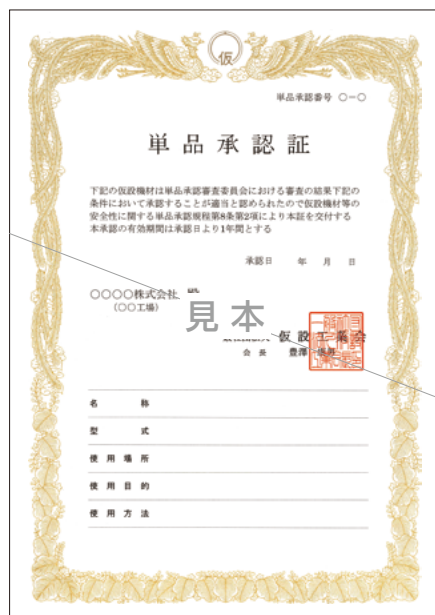 仮
単品承認番号 ○-○
単品承認証
下記の仮設機材は単品承認審査委員会における審査の結果下記の
条件において承認することが適当と認められたので仮設機材等の
安全性に関する単品承認規程第8条第2項により本証を交付する
本承認の有効期間は承認日より1年間とする
承認日 年 月 日
○○○○株式会社 殿
(○○工場)
見本
仮設工業会
会長 豊澤
名称
型式
使用場所
使用目的
使用方法